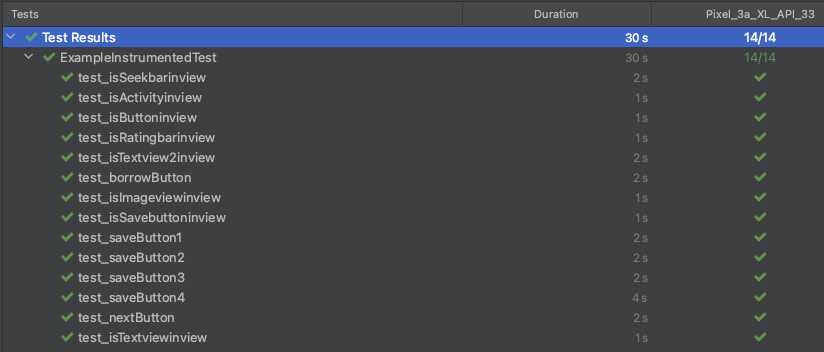 Tests Duration Pixel_3a_XL_API_33
Test Results 30 s 14/14
ExampleInstrumentedTest 30 s 14/14
test_isSeekbarinview 2 s
test_isActivityinview 1 s
test_isButtoninview 1 s
test_isRatingbarinview 1 s
test_isTextview2inview 2 s
test_borrowButton 2 s
test_isImageviewinview 1 s
test_isSavebuttoninview 1 s
test_saveButton1 2 s
test_saveButton2 2 s
test_saveButton3 2 s
test_saveButton4 4 s
test_nextButton 2 s
test_isTextviewinview 1 s